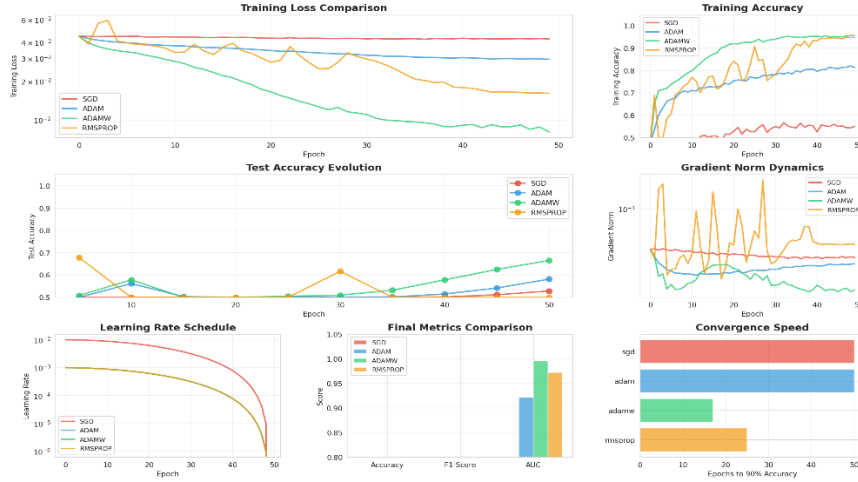 Training Loss Comparison
6 × 10⁻²
4 × 10⁻²
3 × 10⁻²
2 × 10⁻²
10⁻²
Training Loss
SGD
ADAM
ADAMW
RMSPROP
0 10 20 30 40 50
Epoch
Training Accuracy
1.0
0.9
0.8
0.7
0.6
0.5
Training Accuracy
SGD
ADAM
ADAMW
RMSPROP
0 10 20 30 40 50
Epoch
Test Accuracy Evolution
1.0
0.9
0.8
0.7
0.6
0.5
Test Accuracy
SGD
ADAM
ADAMW
RMSPROP
0 10 20 30 40 50
Epoch
Gradient Norm Dynamics
10⁻¹
Gradient Norm
SGD
ADAM
ADAMW
RMSPROP
0 10 20 30 40 50
Epoch
Learning Rate Schedule
10⁻²
10⁻³
10⁻⁴
10⁻⁵
10⁻⁶
Learning Rate
SGD
ADAM
ADAMW
RMSPROP
0 10 20 30 40 50
Epoch
Final Metrics Comparison
1.05
1.00
0.95
0.90
0.85
0.80
Score
SGD
ADAM
ADAMW
RMSPROP
Accuracy F1 Score AUC
Convergence Speed
sgd
adam
adamw
rmsprop
0 10 20 30 40 50
Epochs to 90% Accuracy